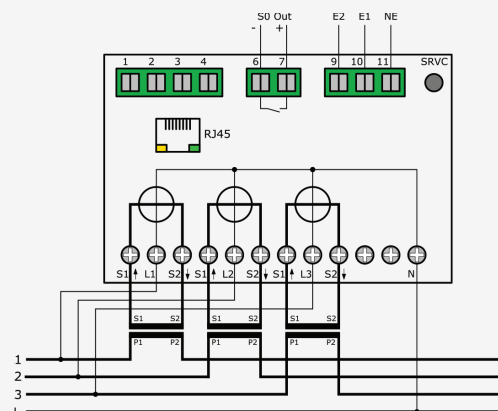 S0 Out E2 E1 NE
- +
1 2 3 4 6 7 9 10 11 SRVC
RJ45
S1 L1 S2 S1 L2 S2 S1 L3 S2 N
S1 S2 S1 S2 S1 S2
P1 P2 P1 P2 P1 P2
1
2
3